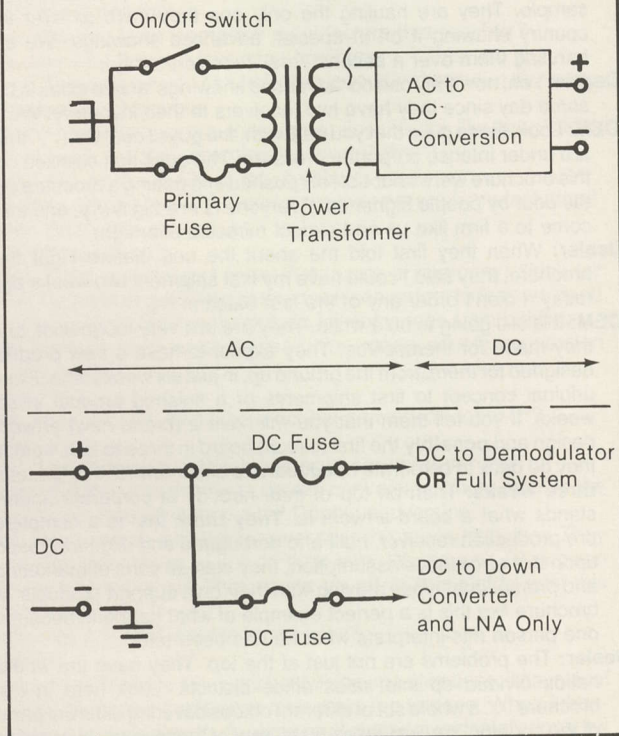 On/Off Switch
AC to
DC
Conversion
+
−
Primary
Fuse
Power
Transformer
AC
DC
+
DC Fuse
DC to Demodulator
OR Full System
DC
−
DC to Down
Converter
and LNA Only
DC Fuse